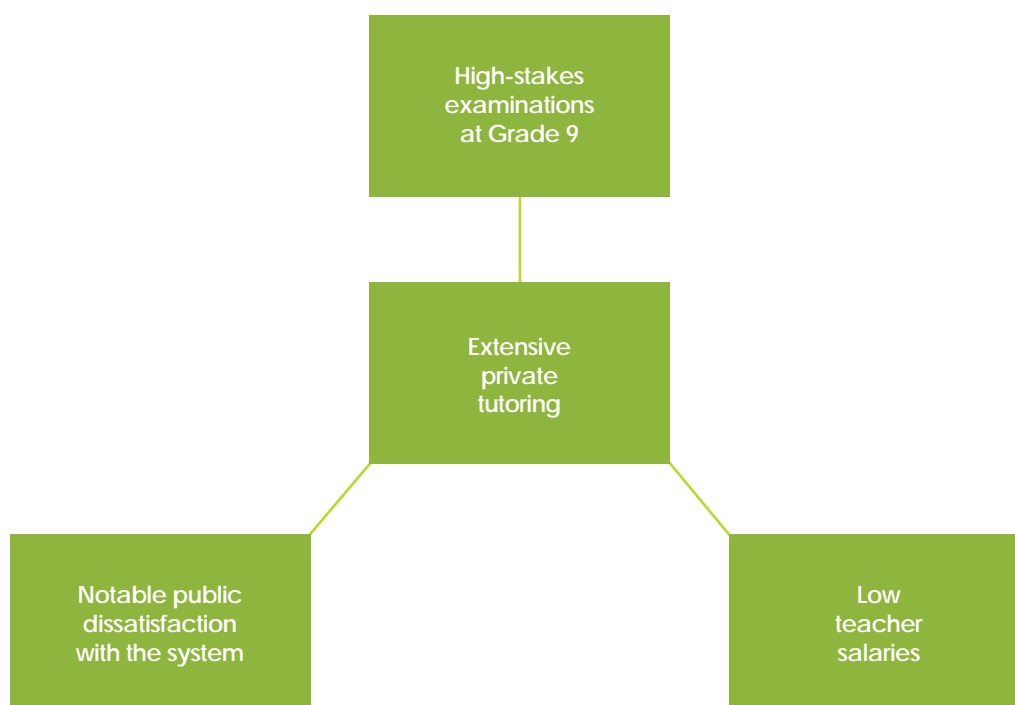 High-stakes
examinations
at Grade 9
Extensive
private
tutoring
Notable public
dissatisfaction
with the system
Low
teacher
salaries